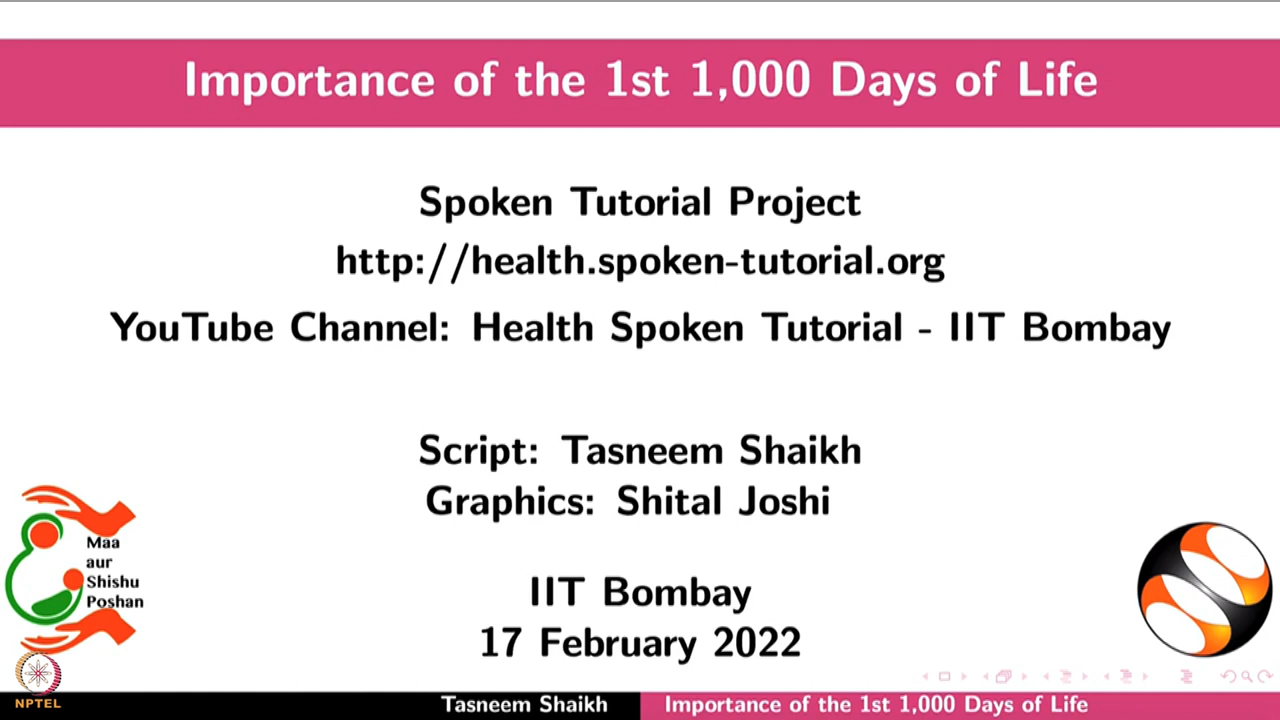 Importance of the 1st 1,000 Days of Life
Spoken Tutorial Project
http://health.spoken-tutorial.org
YouTube Channel: Health Spoken Tutorial - IIT Bombay
Script: Tasneem Shaikh
Graphics: Shital Joshi
Maa
aur
Shishu
Poshan
IIT Bombay
17 February 2022
NPTEL
Tasneem Shaikh
Importance of the 1st 1,000 Days of Life